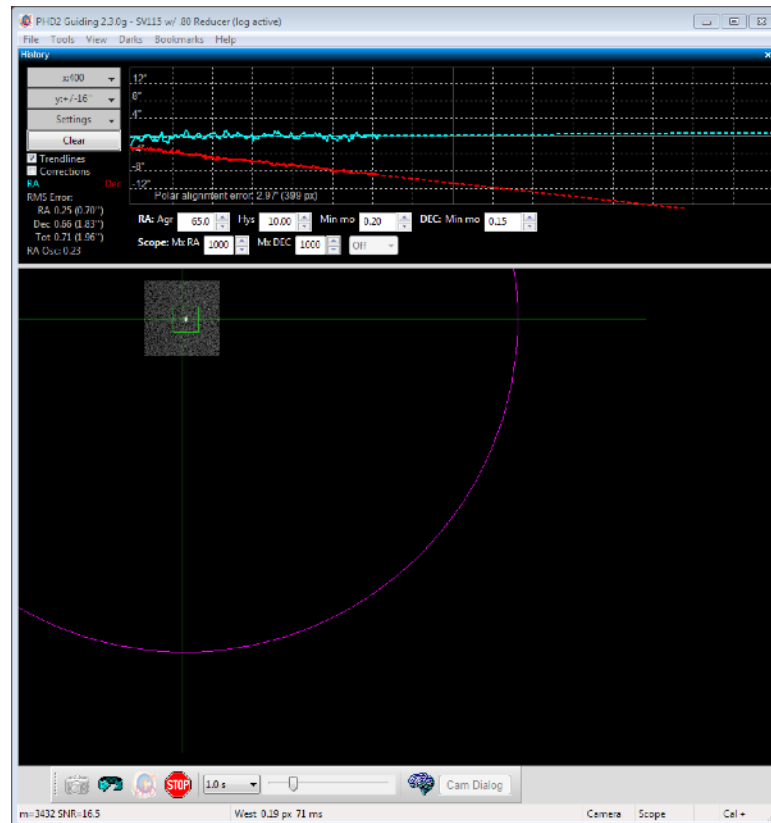 PHD2 Guiding 2.3.0g - SV115 w/ .80 Reducer (log active)
File Tools View Darks Bookmarks Help
History
x:400
y:+/-16"
Settings
Clear
Trendlines
Corrections
RA Dec
RMS Error:
RA 0.25 (0.70")
Dec 0.66 (1.83")
Tot 0.71 (1.96")
RA Osc: 0.23
12"
8"
4"
-4"
-8"
-12"
Polar alignment error: 2.97' (399 px)
RA: Agr 65.0 Hys 10.00 Min mo 0.20 DEC: Min mo 0.15
Scope: Mx RA 1000 Mx DEC 1000 Off
STOP 1.0 s Cam Dialog
m=3432 SNR=16.5 West 0.19 px 71 ms Camera Scope Cal +